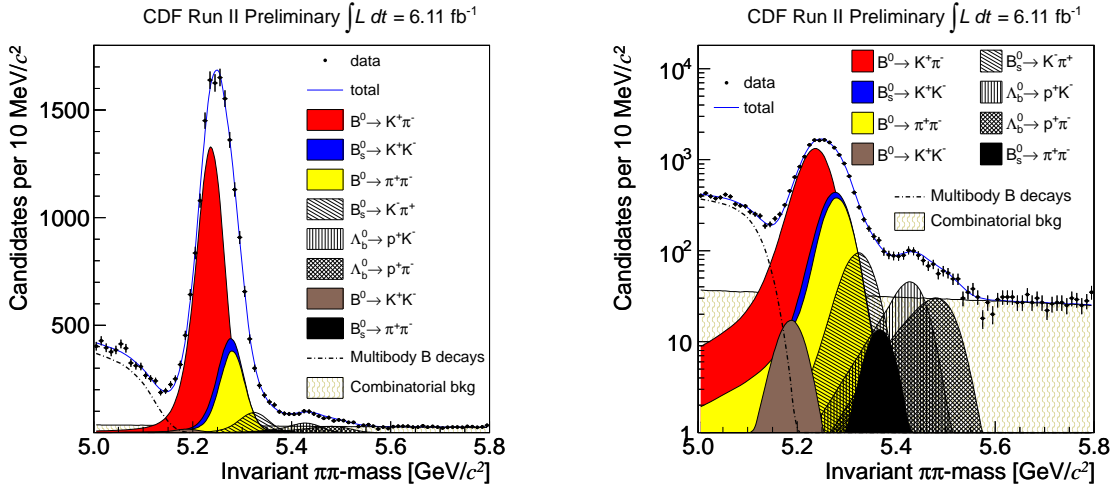 CDF Run II Preliminary ∫L dt = 6.11 fb⁻¹
Candidates per 10 MeV/c²
1500
1000
500
5.0 5.2 5.4 5.6 5.8
Invariant ππ-mass [GeV/c²]
data
total
B⁰→ K⁺π⁻
B⁰ₛ→ K⁺K⁻
B⁰→ π⁺π⁻
B⁰ₛ→ K⁻π⁺
Λ⁰_b→ p⁺K⁻
Λ⁰_b→ p⁺π⁻
B⁰→ K⁺K⁻
B⁰ₛ→ π⁺π⁻
Multibody B decays
Combinatorial bkg
CDF Run II Preliminary ∫L dt = 6.11 fb⁻¹
Candidates per 10 MeV/c²
10⁴
10³
10²
10
1
5.0 5.2 5.4 5.6 5.8
Invariant ππ-mass [GeV/c²]
data
total
B⁰→ K⁺π⁻
B⁰ₛ→ K⁺K⁻
B⁰→ π⁺π⁻
B⁰→ K⁺K⁻
B⁰ₛ→ K⁻π⁺
Λ⁰_b→ p⁺K⁻
Λ⁰_b→ p⁺π⁻
B⁰ₛ→ π⁺π⁻
Multibody B decays
Combinatorial bkg